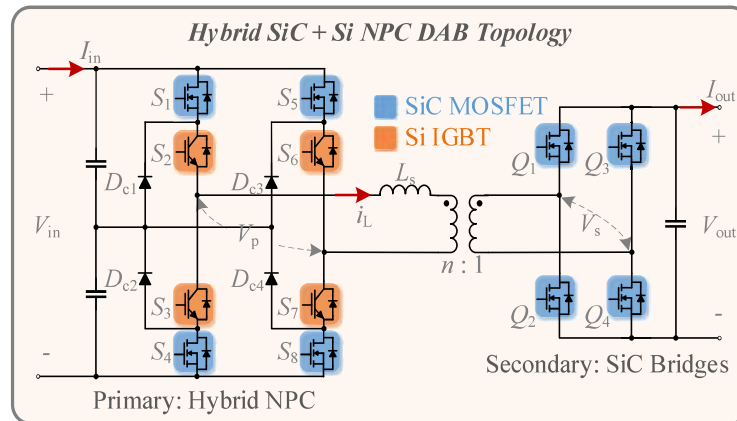 Hybrid SiC + Si NPC DAB Topology
I_in
I_out
+
S_1
S_5
SiC MOSFET
Si IGBT
+
S_2
S_6
Q_1
Q_3
D_c1
D_c3
L_s
i_L
V_in
V_p
V_s
V_out
n : 1
D_c2
D_c4
S_3
S_7
Q_2
Q_4
S_4
S_8
-
-
Secondary: SiC Bridges
Primary: Hybrid NPC